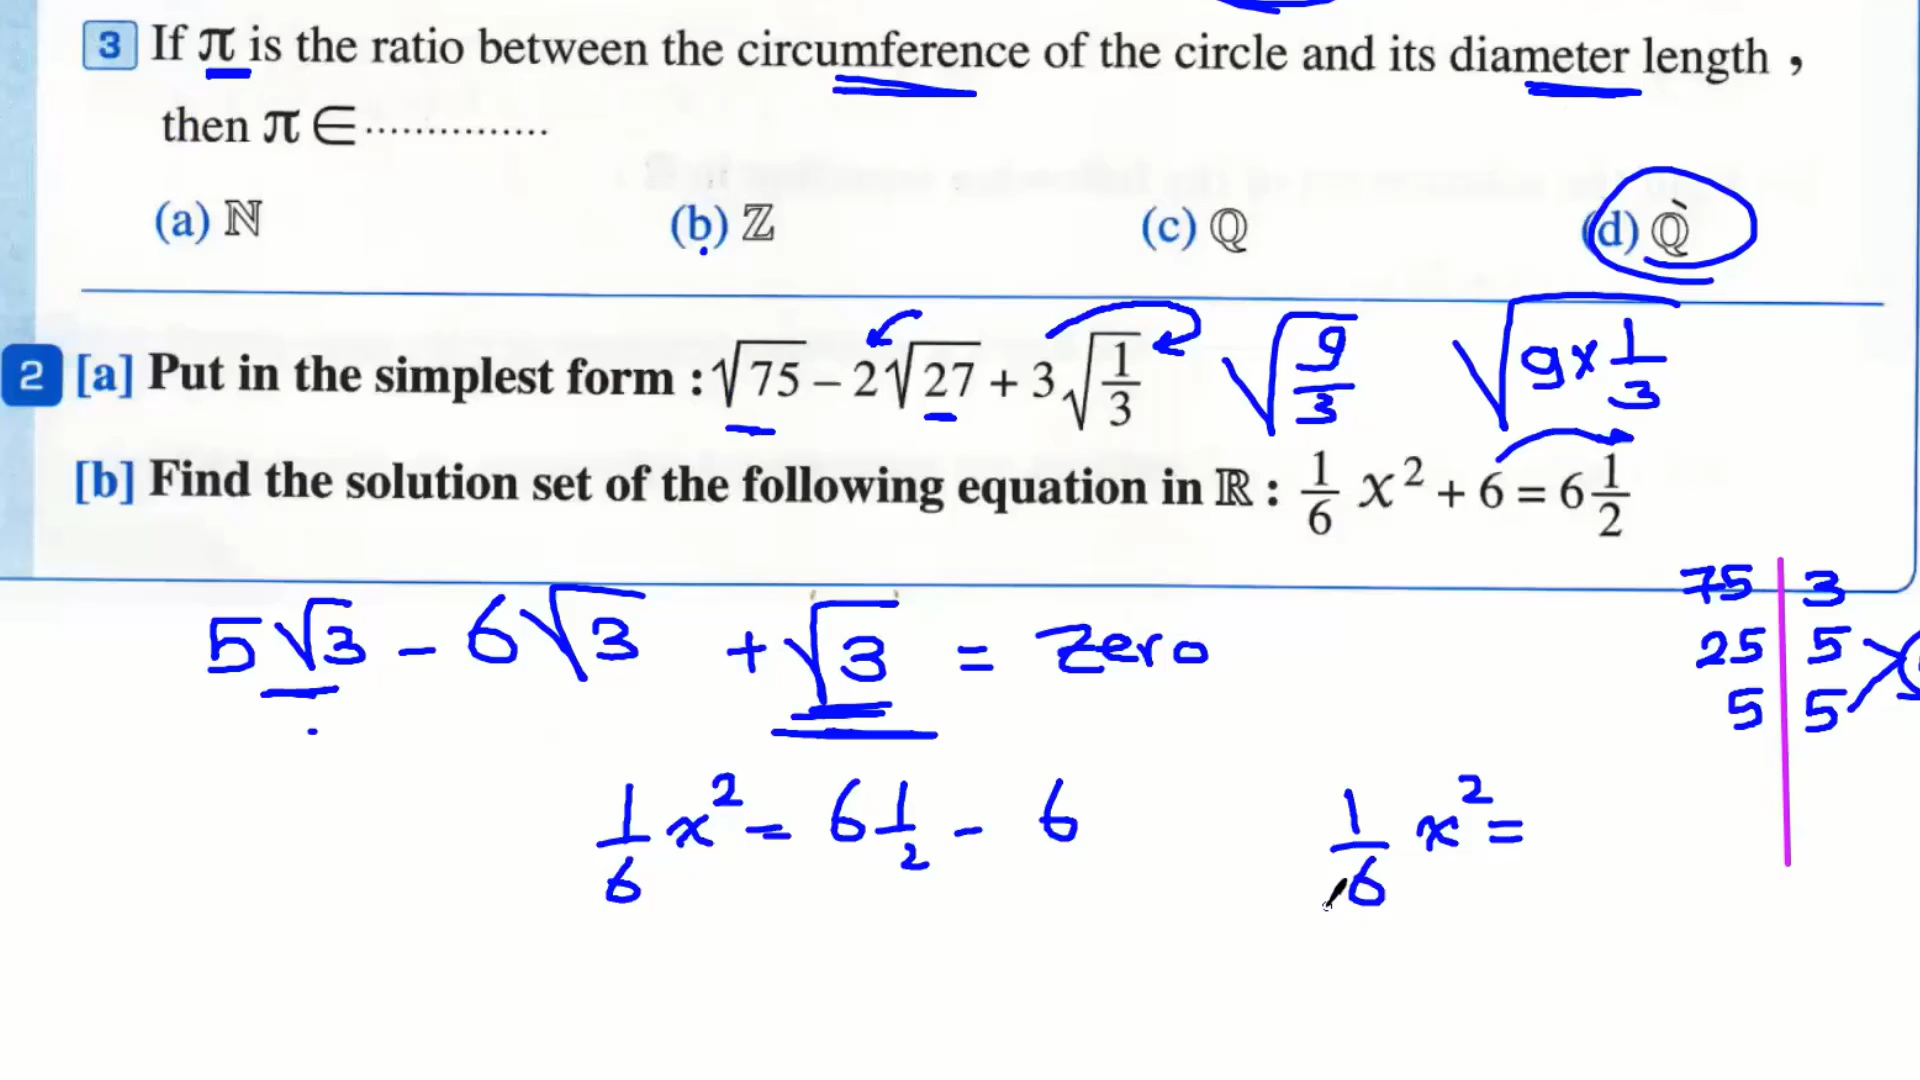 3 If π is the ratio between the circumference of the circle and its diameter length ,
then π ∈ ...............
(a) ℕ (b) ℤ (c) ℚ (d) ℚ̀
2 [a] Put in the simplest form : √75 – 2√27 + 3√(1/3) √(9/3) √(9×1/3)
[b] Find the solution set of the following equation in ℝ : 1/6 x² + 6 = 6 1/2
75 | 3
25 | 5
5 | 5
5√3 – 6√3 + √3 = Zero
1/6 x² = 6 1/2 – 6 1/6 x² =